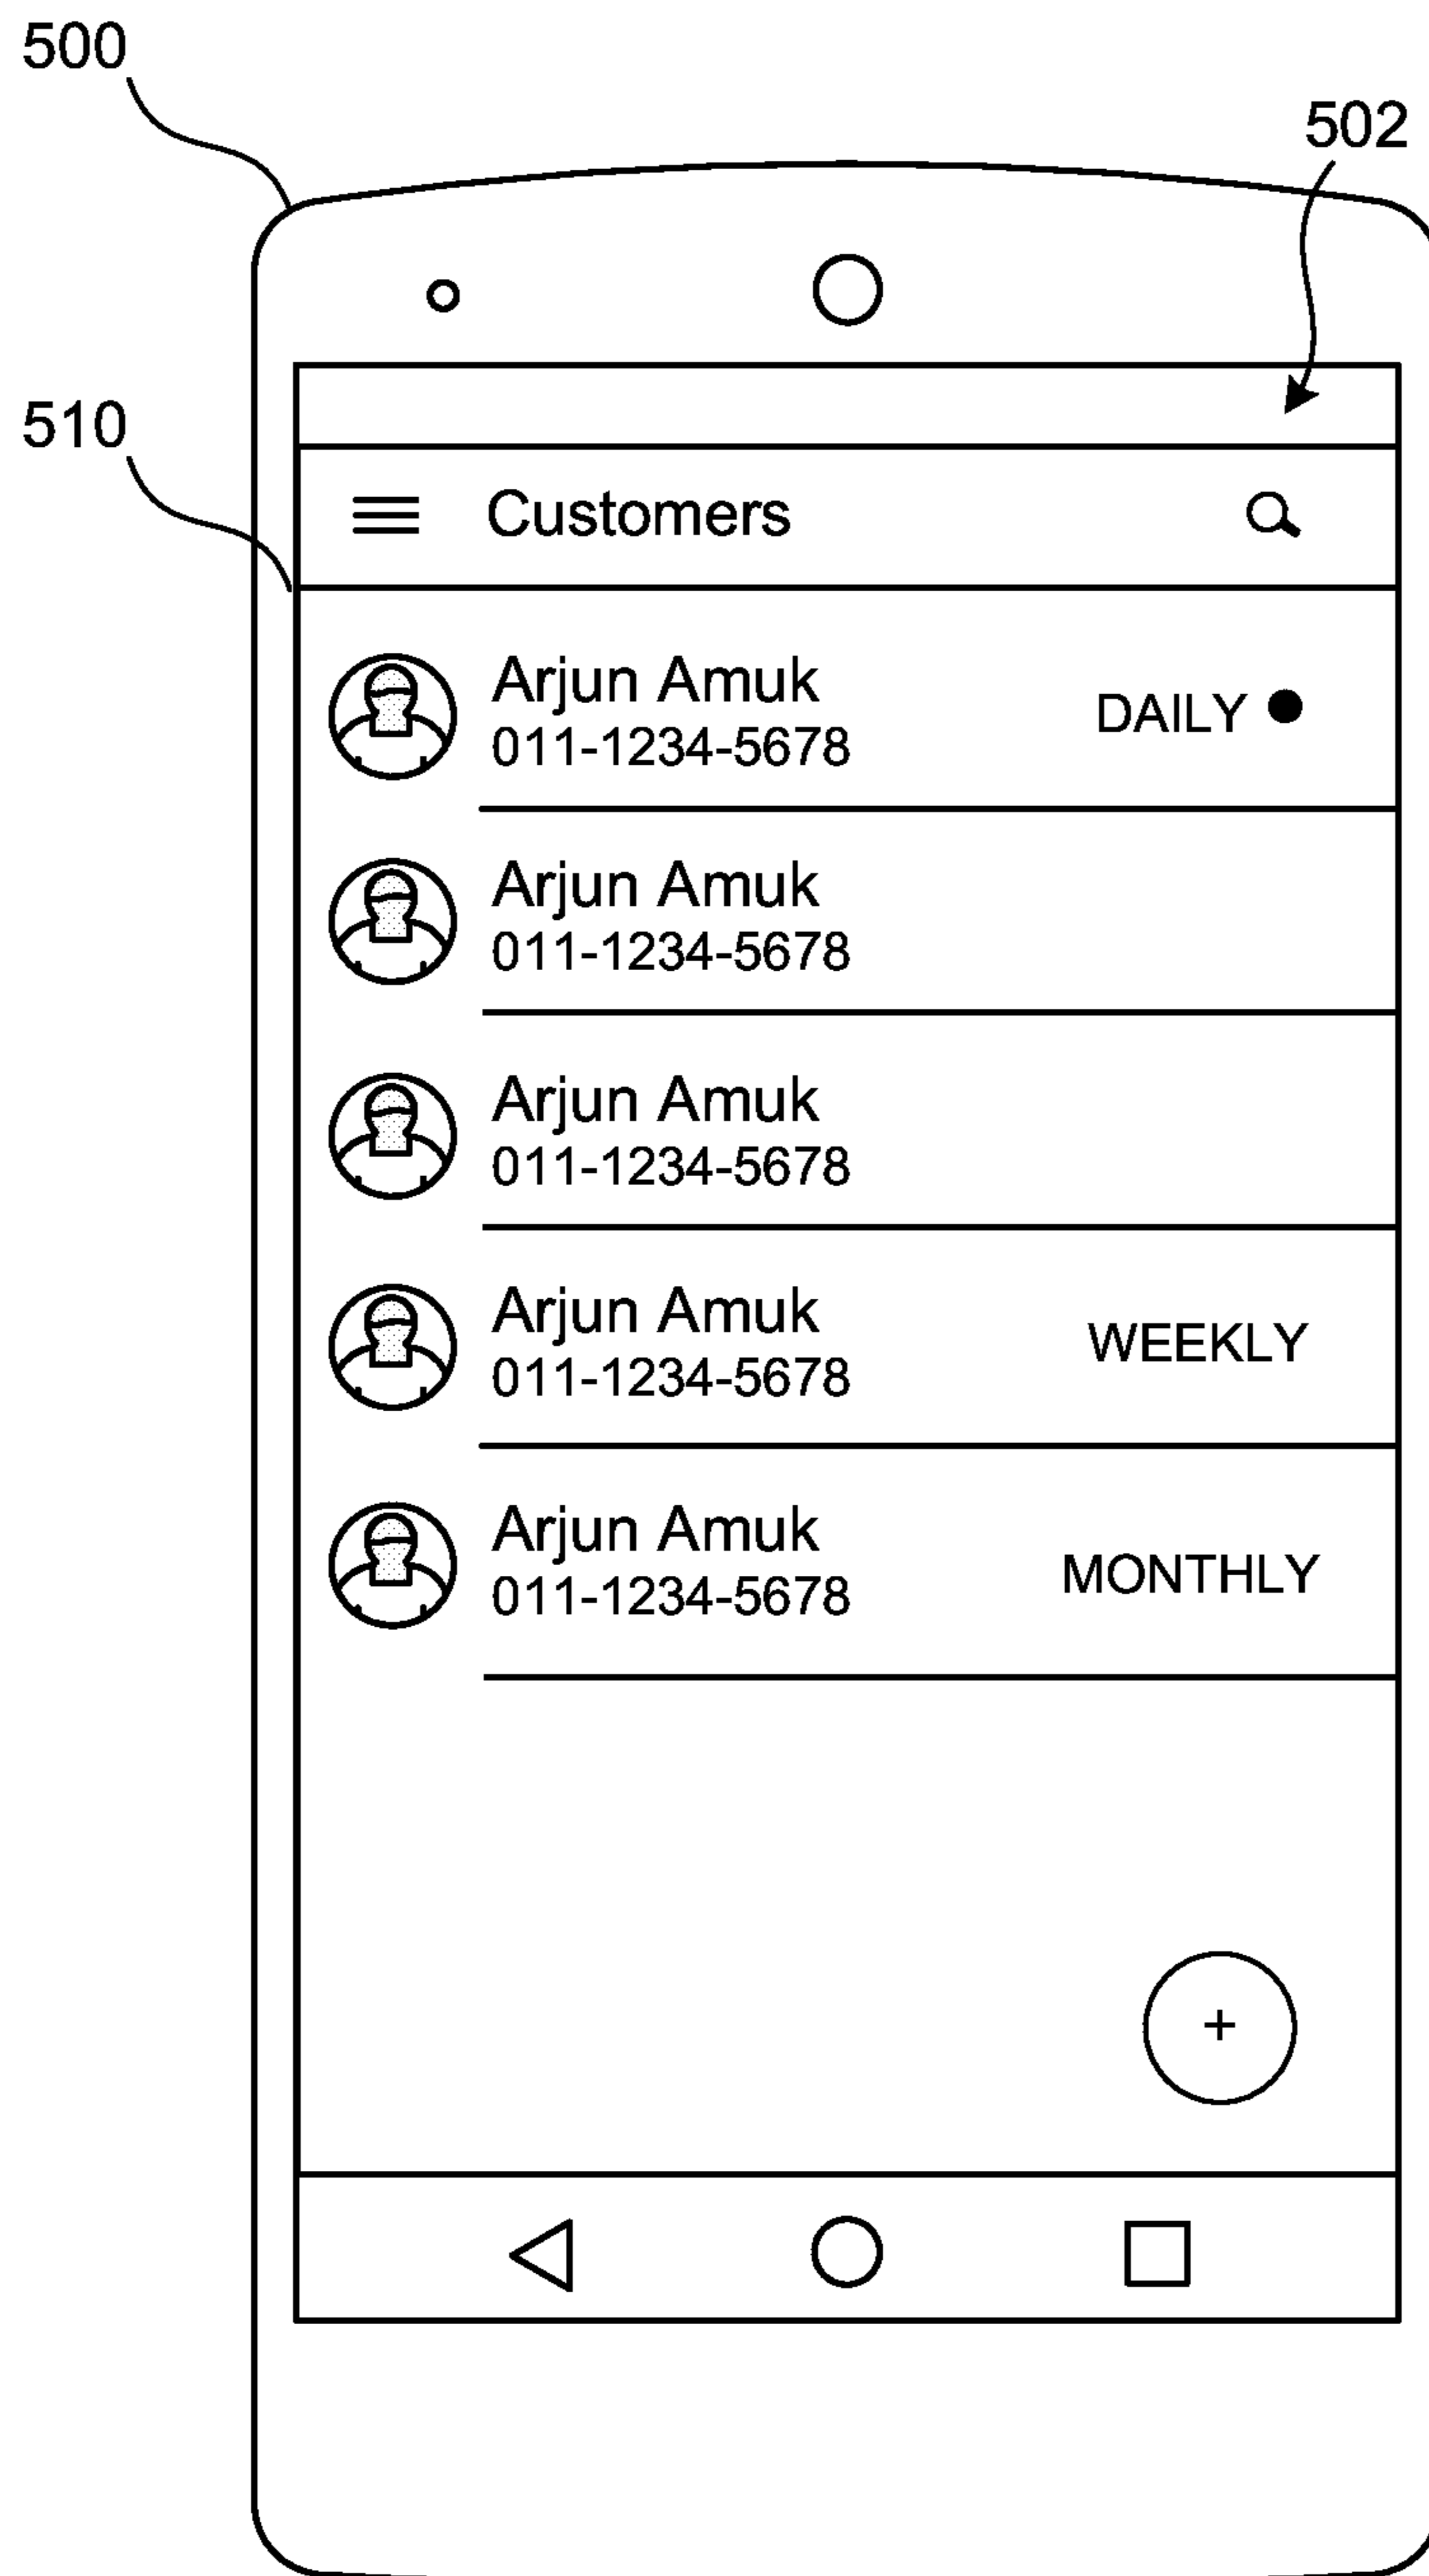 500
502
510
Customers
Arjun Amuk
011-1234-5678
DAILY
Arjun Amuk
011-1234-5678
Arjun Amuk
011-1234-5678
Arjun Amuk
011-1234-5678
WEEKLY
Arjun Amuk
011-1234-5678
MONTHLY
+